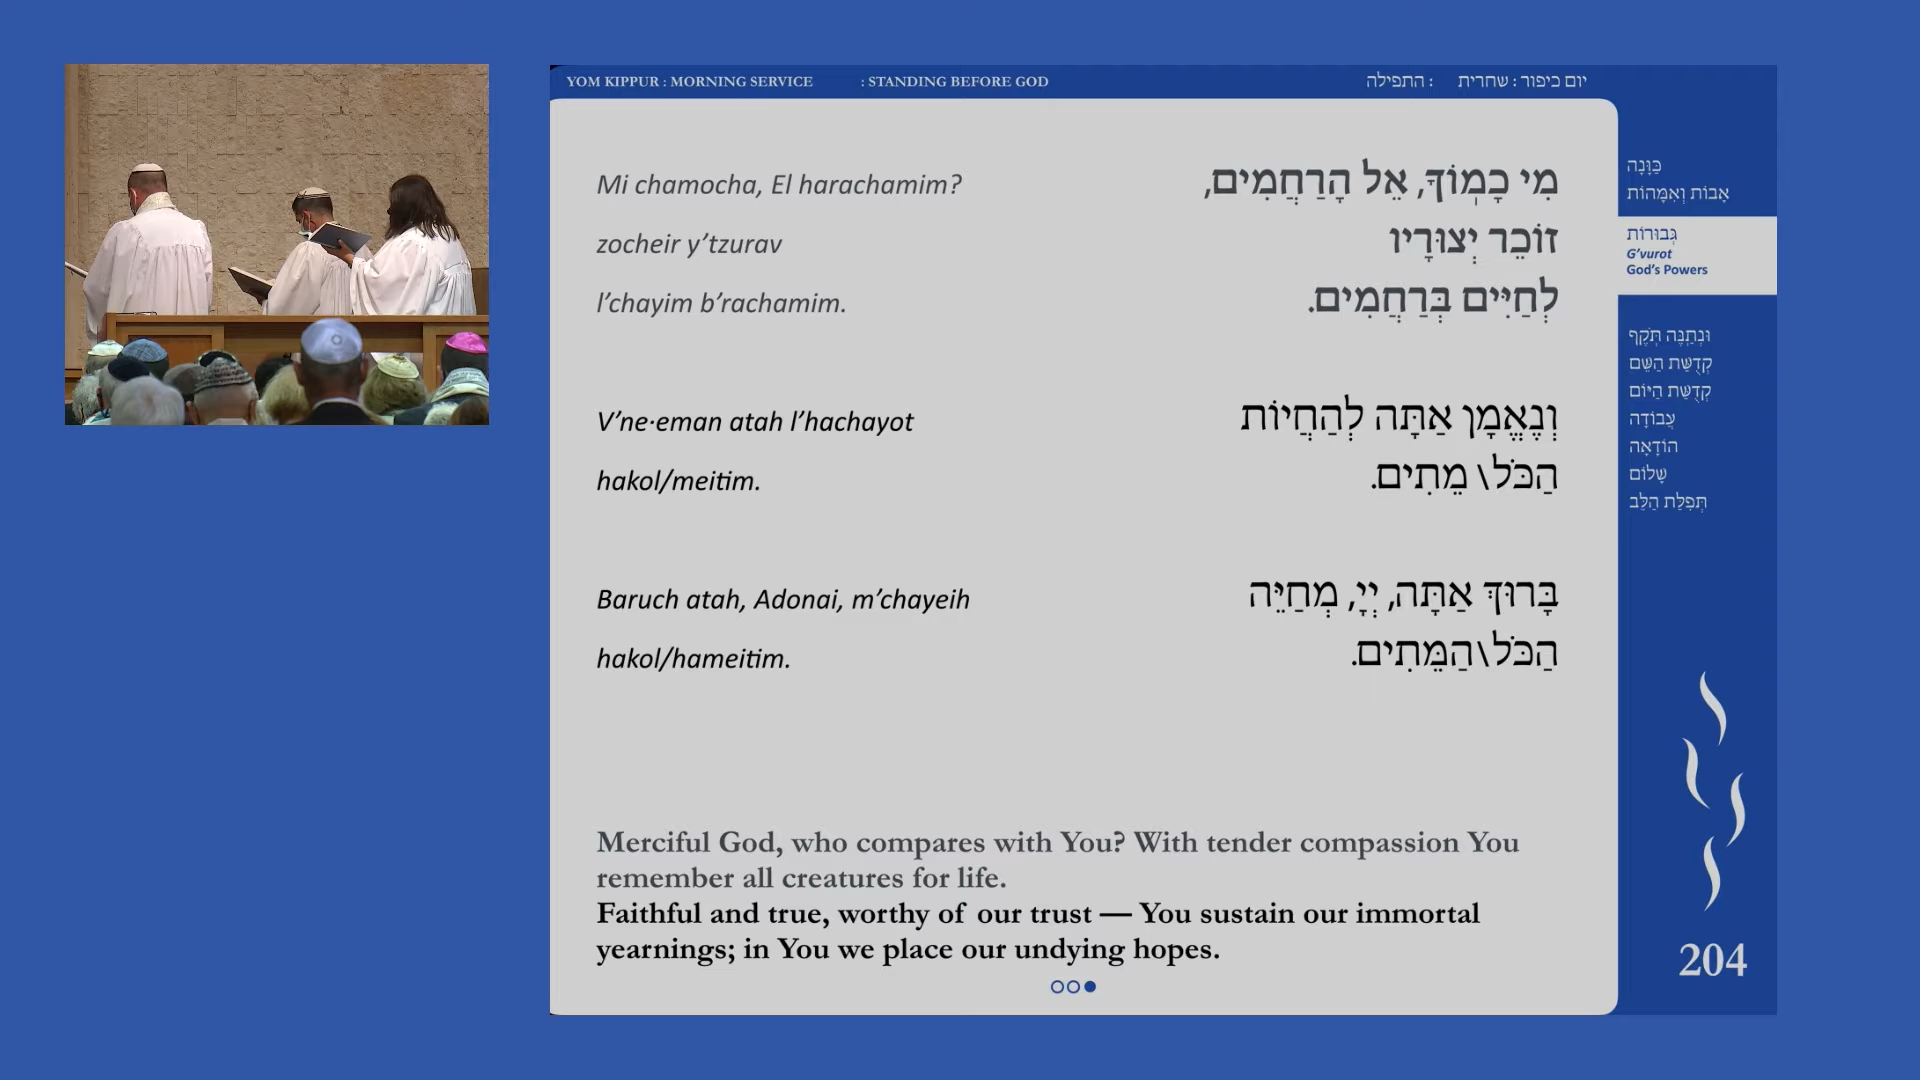 YOM KIPPUR : MORNING SERVICE : STANDING BEFORE GOD
יום כיפור : שחרית : התפילה
Mi chamocha, El harachamim?
zocheir y’tzurav
l’chayim b’rachamim.
V’ne·eman atah l’hachayot
hakol/meitim.
Baruch atah, Adonai, m’chayeih
hakol/hameitim.
מִי כָמְֽוֹךָ, אֵל הָרַחֲמִים,
זוֹכֵר יְצוּרָיו
לְחַיִּים בְּרַחֲמִים.
וְנֶאֱמָן אַתָּה לְהַחֲיוֹת
הַכֹּל\ מֵתִים.
בָּרוּךְ אַתָּה, יְיָ, מְחַיֵּה
הַכֹּל\הַמֵּתִים.
Merciful God, who compares with You? With tender compassion You
remember all creatures for life.
Faithful and true, worthy of our trust — You sustain our immortal
yearnings; in You we place our undying hopes.
כַּוָּנָה
אָבוֹת וְאִמָּהוֹת
גְּבוּרוֹת
G’vurot
God’s Powers
וּנְתַנֶּה תֹּֽקֶף
קְדֻשַּׁת הַשֵּׁם
קְדֻשַּׁת הַיּוֹם
עֲבוֹדָה
הוֹדָאָה
שָׁלוֹם
תְּפִלַּת הַלֵּב
204